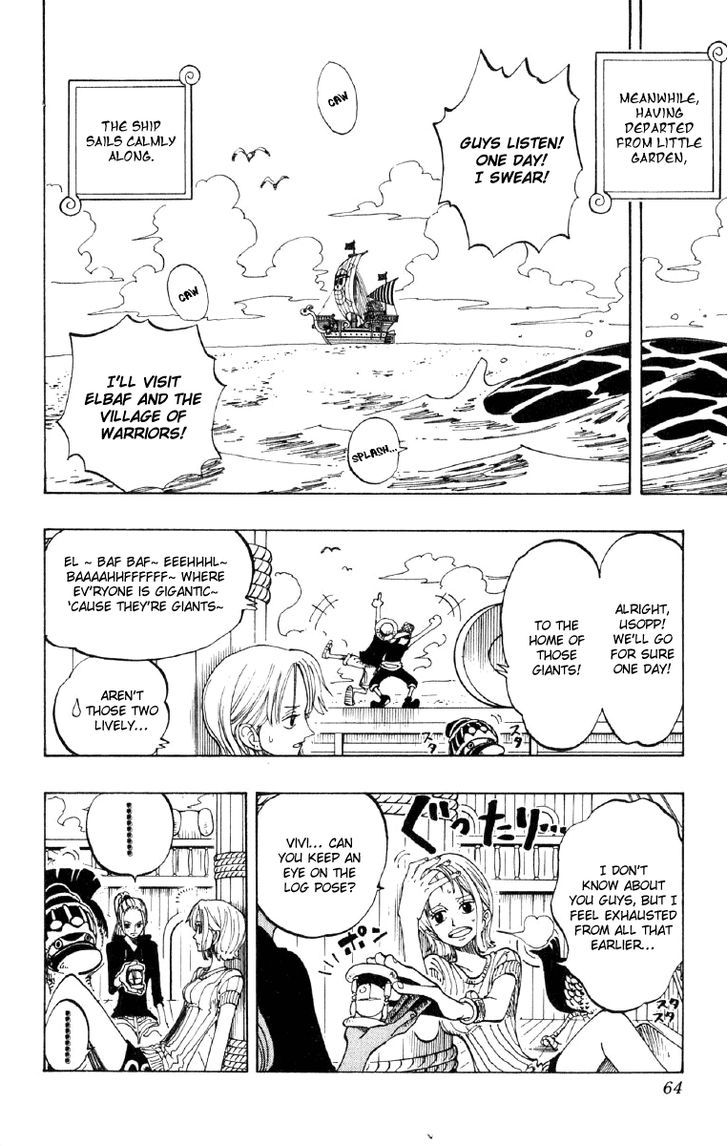 MEANWHILE,
HAVING
DEPARTED
FROM LITTLE
GARDEN,
GUYS LISTEN!
ONE DAY!
I SWEAR!
CAW
THE SHIP
SAILS CALMLY
ALONG.
CAW
I'LL VISIT
ELBAF AND THE
VILLAGE OF
WARRIORS!
SPLASH...
ALRIGHT,
USOPP!
WE'LL GO
FOR SURE
ONE DAY!
TO THE
HOME OF
THOSE
GIANTS!
スタ
スタ
EL ~ BAF BAF~ EEEHHHL~
BAAAAHHFFFFFF~ WHERE
EV'RYONE IS GIGANTIC~
'CAUSE THEY'RE GIANTS~
AREN'T
THOSE TWO
LIVELY...
I DON'T
KNOW ABOUT
YOU GUYS, BUT I
FEEL EXHAUSTED
FROM ALL THAT
EARLIER...
ぐったり...
スタ
スタ
VIVI... CAN
YOU KEEP AN
EYE ON THE
LOG POSE?
ポン
64